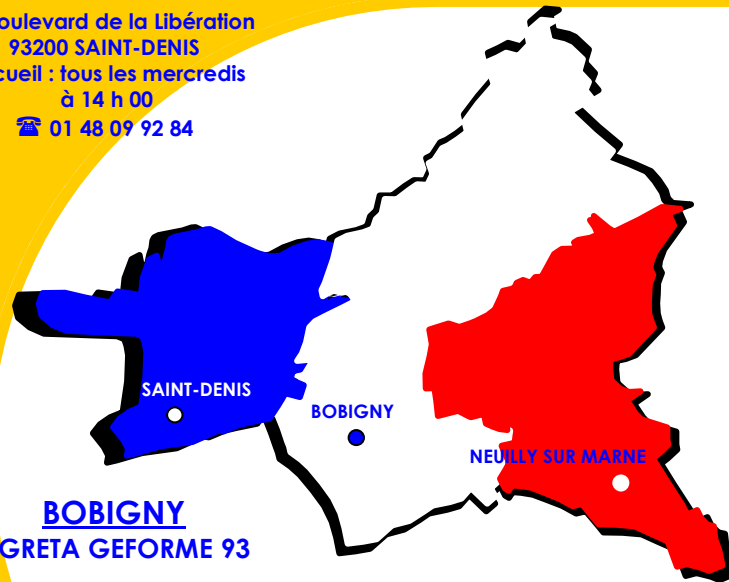 oulevard de la Libération
93200 SAINT-DENIS
cueil : tous les mercredis
à 14 h 00
☎ 01 48 09 92 84
SAINT-DENIS
BOBIGNY
NEUILLY SUR MARNE
BOBIGNY
GRETA GEFORME 93